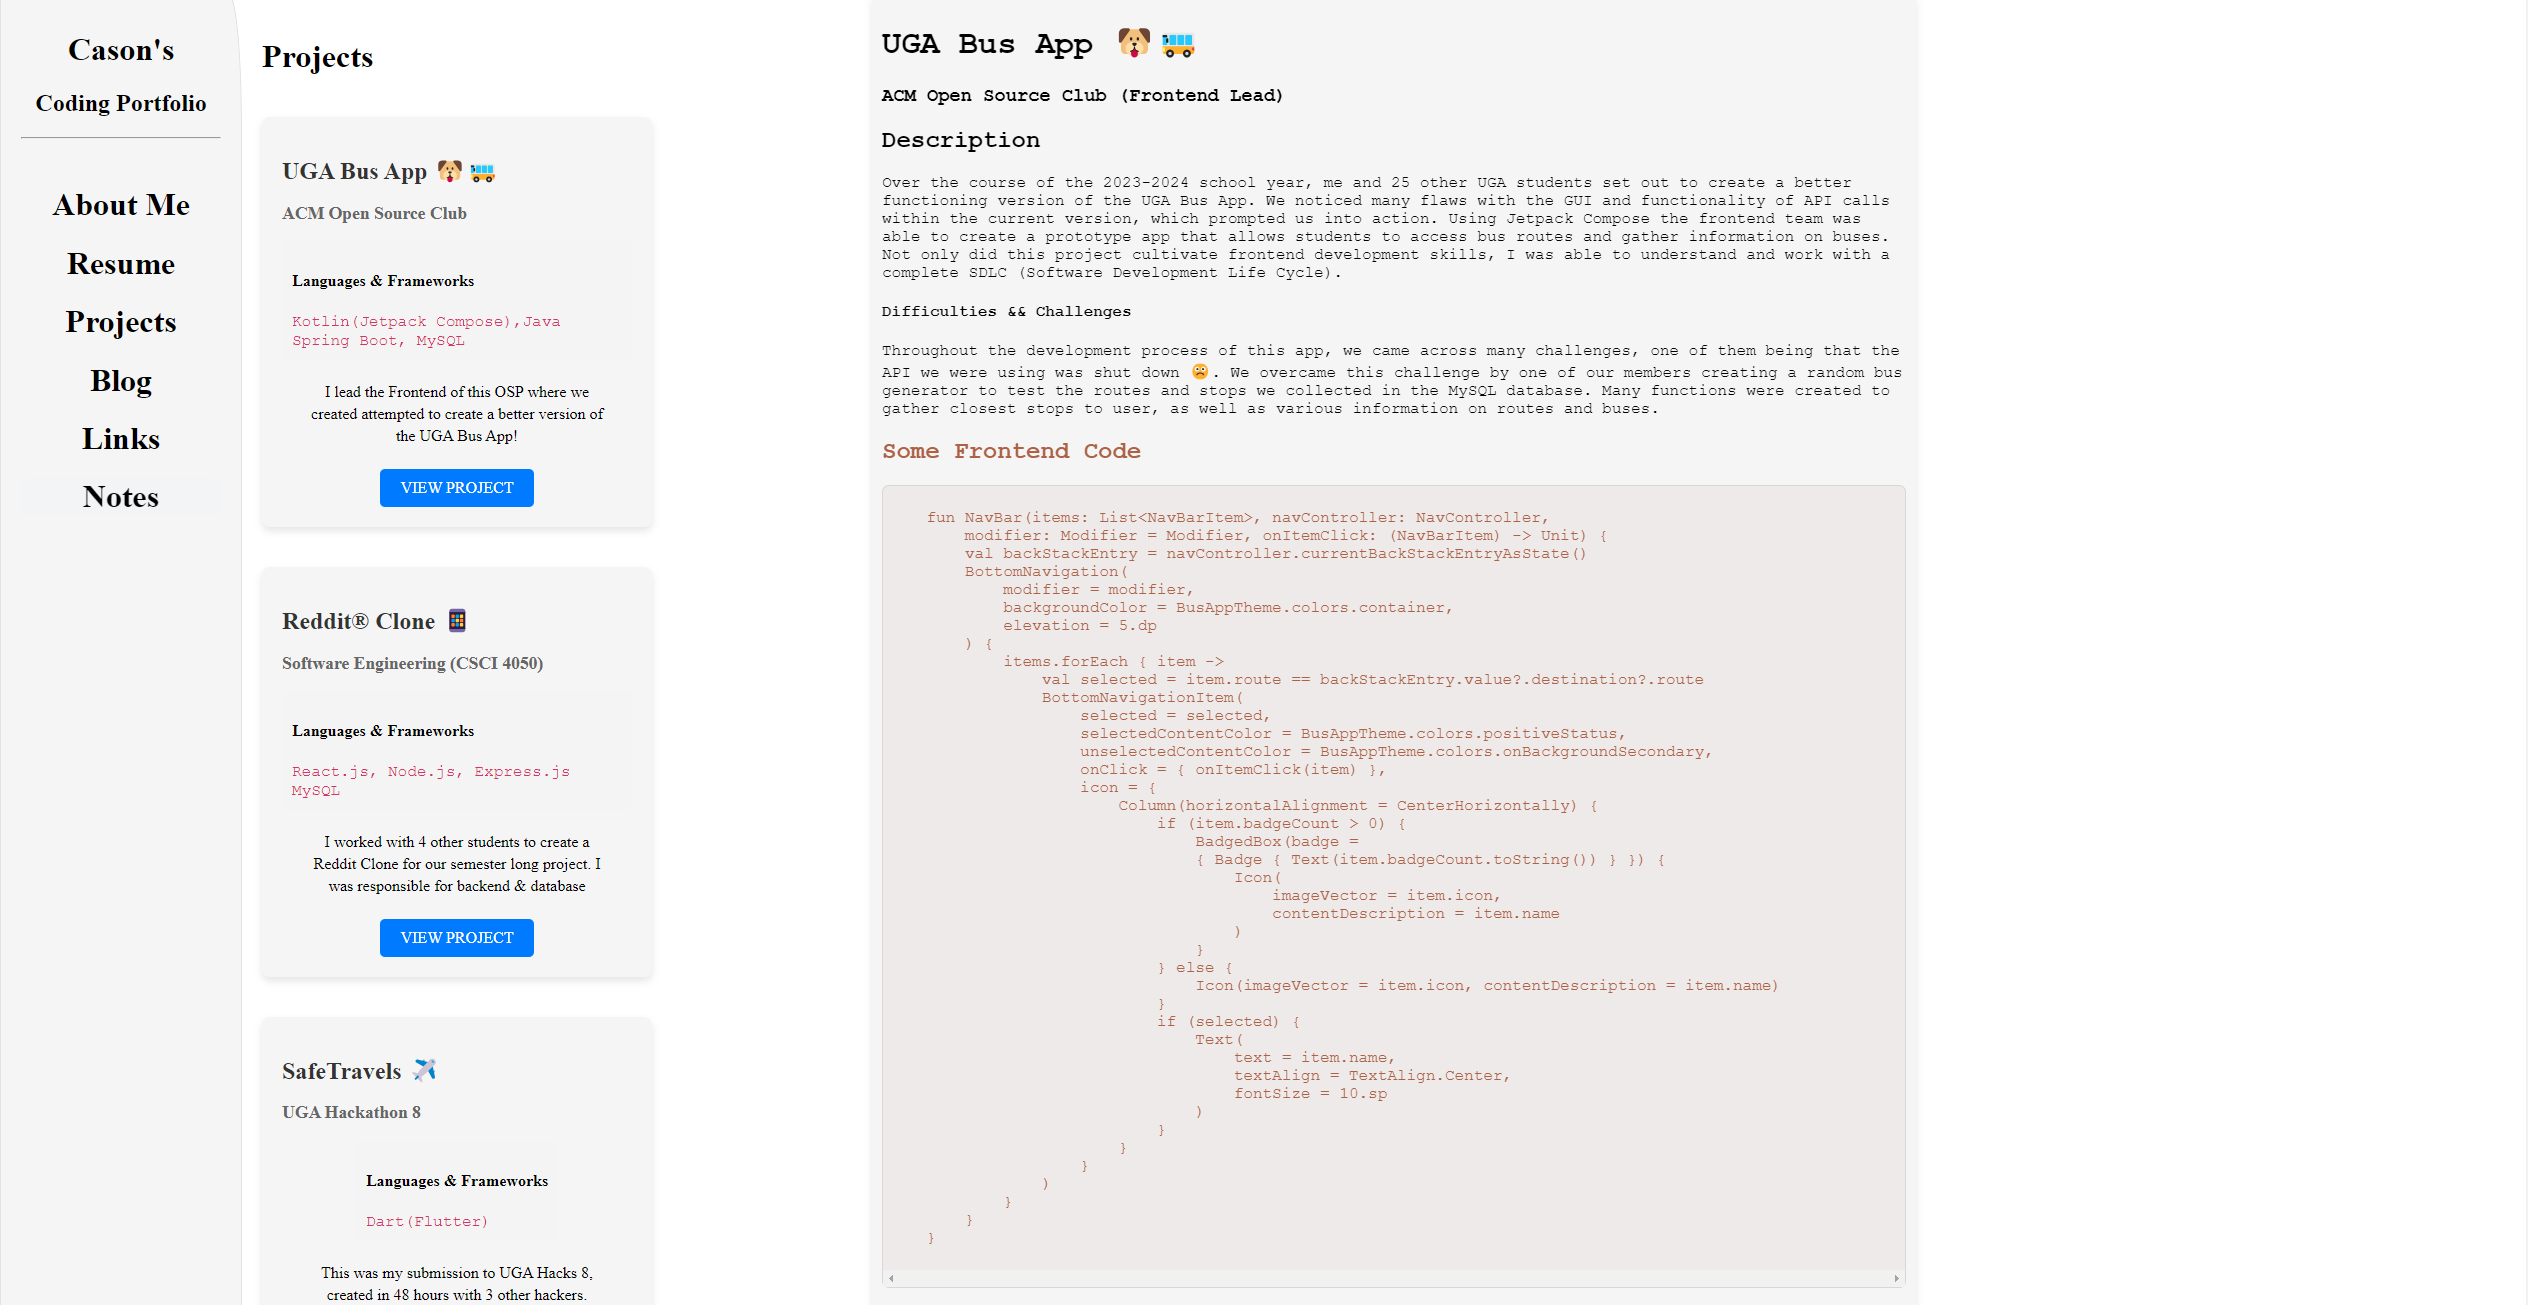 Cason's
Coding Portfolio
About Me
Resume
Projects
Blog
Links
Notes
Projects
UGA Bus App 🐶 🚌
ACM Open Source Club
Languages & Frameworks
Kotlin(Jetpack Compose),Java
Spring Boot, MySQL
I lead the Frontend of this OSP where we
created attempted to create a better version of
the UGA Bus App!
VIEW PROJECT
Reddit® Clone 📱
Software Engineering (CSCI 4050)
Languages & Frameworks
React.js, Node.js, Express.js
MySQL
I worked with 4 other students to create a
Reddit Clone for our semester long project. I
was responsible for backend & database
VIEW PROJECT
SafeTravels ✈️
UGA Hackathon 8
Languages & Frameworks
Dart(Flutter)
This was my submission to UGA Hacks 8,
created in 48 hours with 3 other hackers.
UGA Bus App 🐶 🚌
ACM Open Source Club (Frontend Lead)
Description
Over the course of the 2023-2024 school year, me and 25 other UGA students set out to create a better
functioning version of the UGA Bus App. We noticed many flaws with the GUI and functionality of API calls
within the current version, which prompted us into action. Using Jetpack Compose the frontend team was
able to create a prototype app that allows students to access bus routes and gather information on buses.
Not only did this project cultivate frontend development skills, I was able to understand and work with a
complete SDLC (Software Development Life Cycle).
Difficulties && Challenges
Throughout the development process of this app, we came across many challenges, one of them being that the
API we were using was shut down 🙁. We overcame this challenge by one of our members creating a random bus
generator to test the routes and stops we collected in the MySQL database. Many functions were created to
gather closest stops to user, as well as various information on routes and buses.
Some Frontend Code
fun NavBar(items: List<NavBarItem>, navController: NavController,
    modifier: Modifier = Modifier, onItemClick: (NavBarItem) -> Unit) {
    val backStackEntry = navController.currentBackStackEntryAsState()
    BottomNavigation(
        modifier = modifier,
        backgroundColor = BusAppTheme.colors.container,
        elevation = 5.dp
    ) {
        items.forEach { item ->
            val selected = item.route == backStackEntry.value?.destination?.route
            BottomNavigationItem(
                selected = selected,
                selectedContentColor = BusAppTheme.colors.positiveStatus,
                unselectedContentColor = BusAppTheme.colors.onBackgroundSecondary,
                onClick = { onItemClick(item) },
                icon = {
                    Column(horizontalAlignment = CenterHorizontally) {
                        if (item.badgeCount > 0) {
                            BadgedBox(badge =
                            { Badge { Text(item.badgeCount.toString()) } }) {
                                Icon(
                                    imageVector = item.icon,
                                    contentDescription = item.name
                                )
                            }
                        } else {
                            Icon(imageVector = item.icon, contentDescription = item.name)
                        }
                        if (selected) {
                            Text(
                                text = item.name,
                                textAlign = TextAlign.Center,
                                fontSize = 10.sp
                            )
                        }
                    }
                }
            )
        }
    }
}